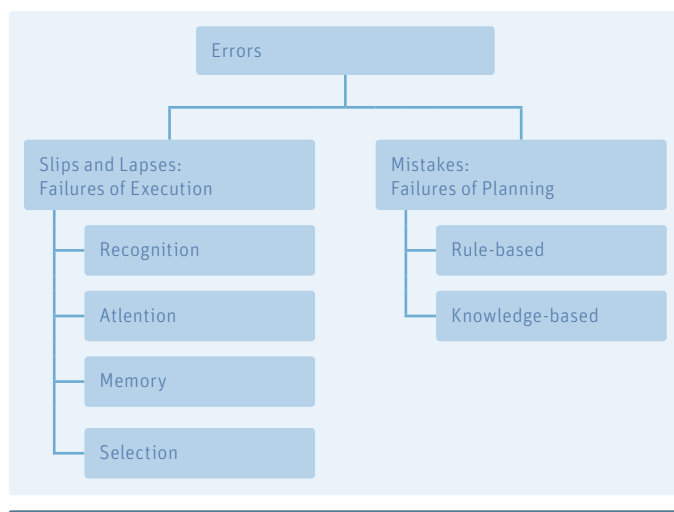 Errors
Slips and Lapses:
Failures of Execution
Mistakes:
Failures of Planning
Recognition
Rule-based
Atlention
Knowledge-based
Memory
Selection